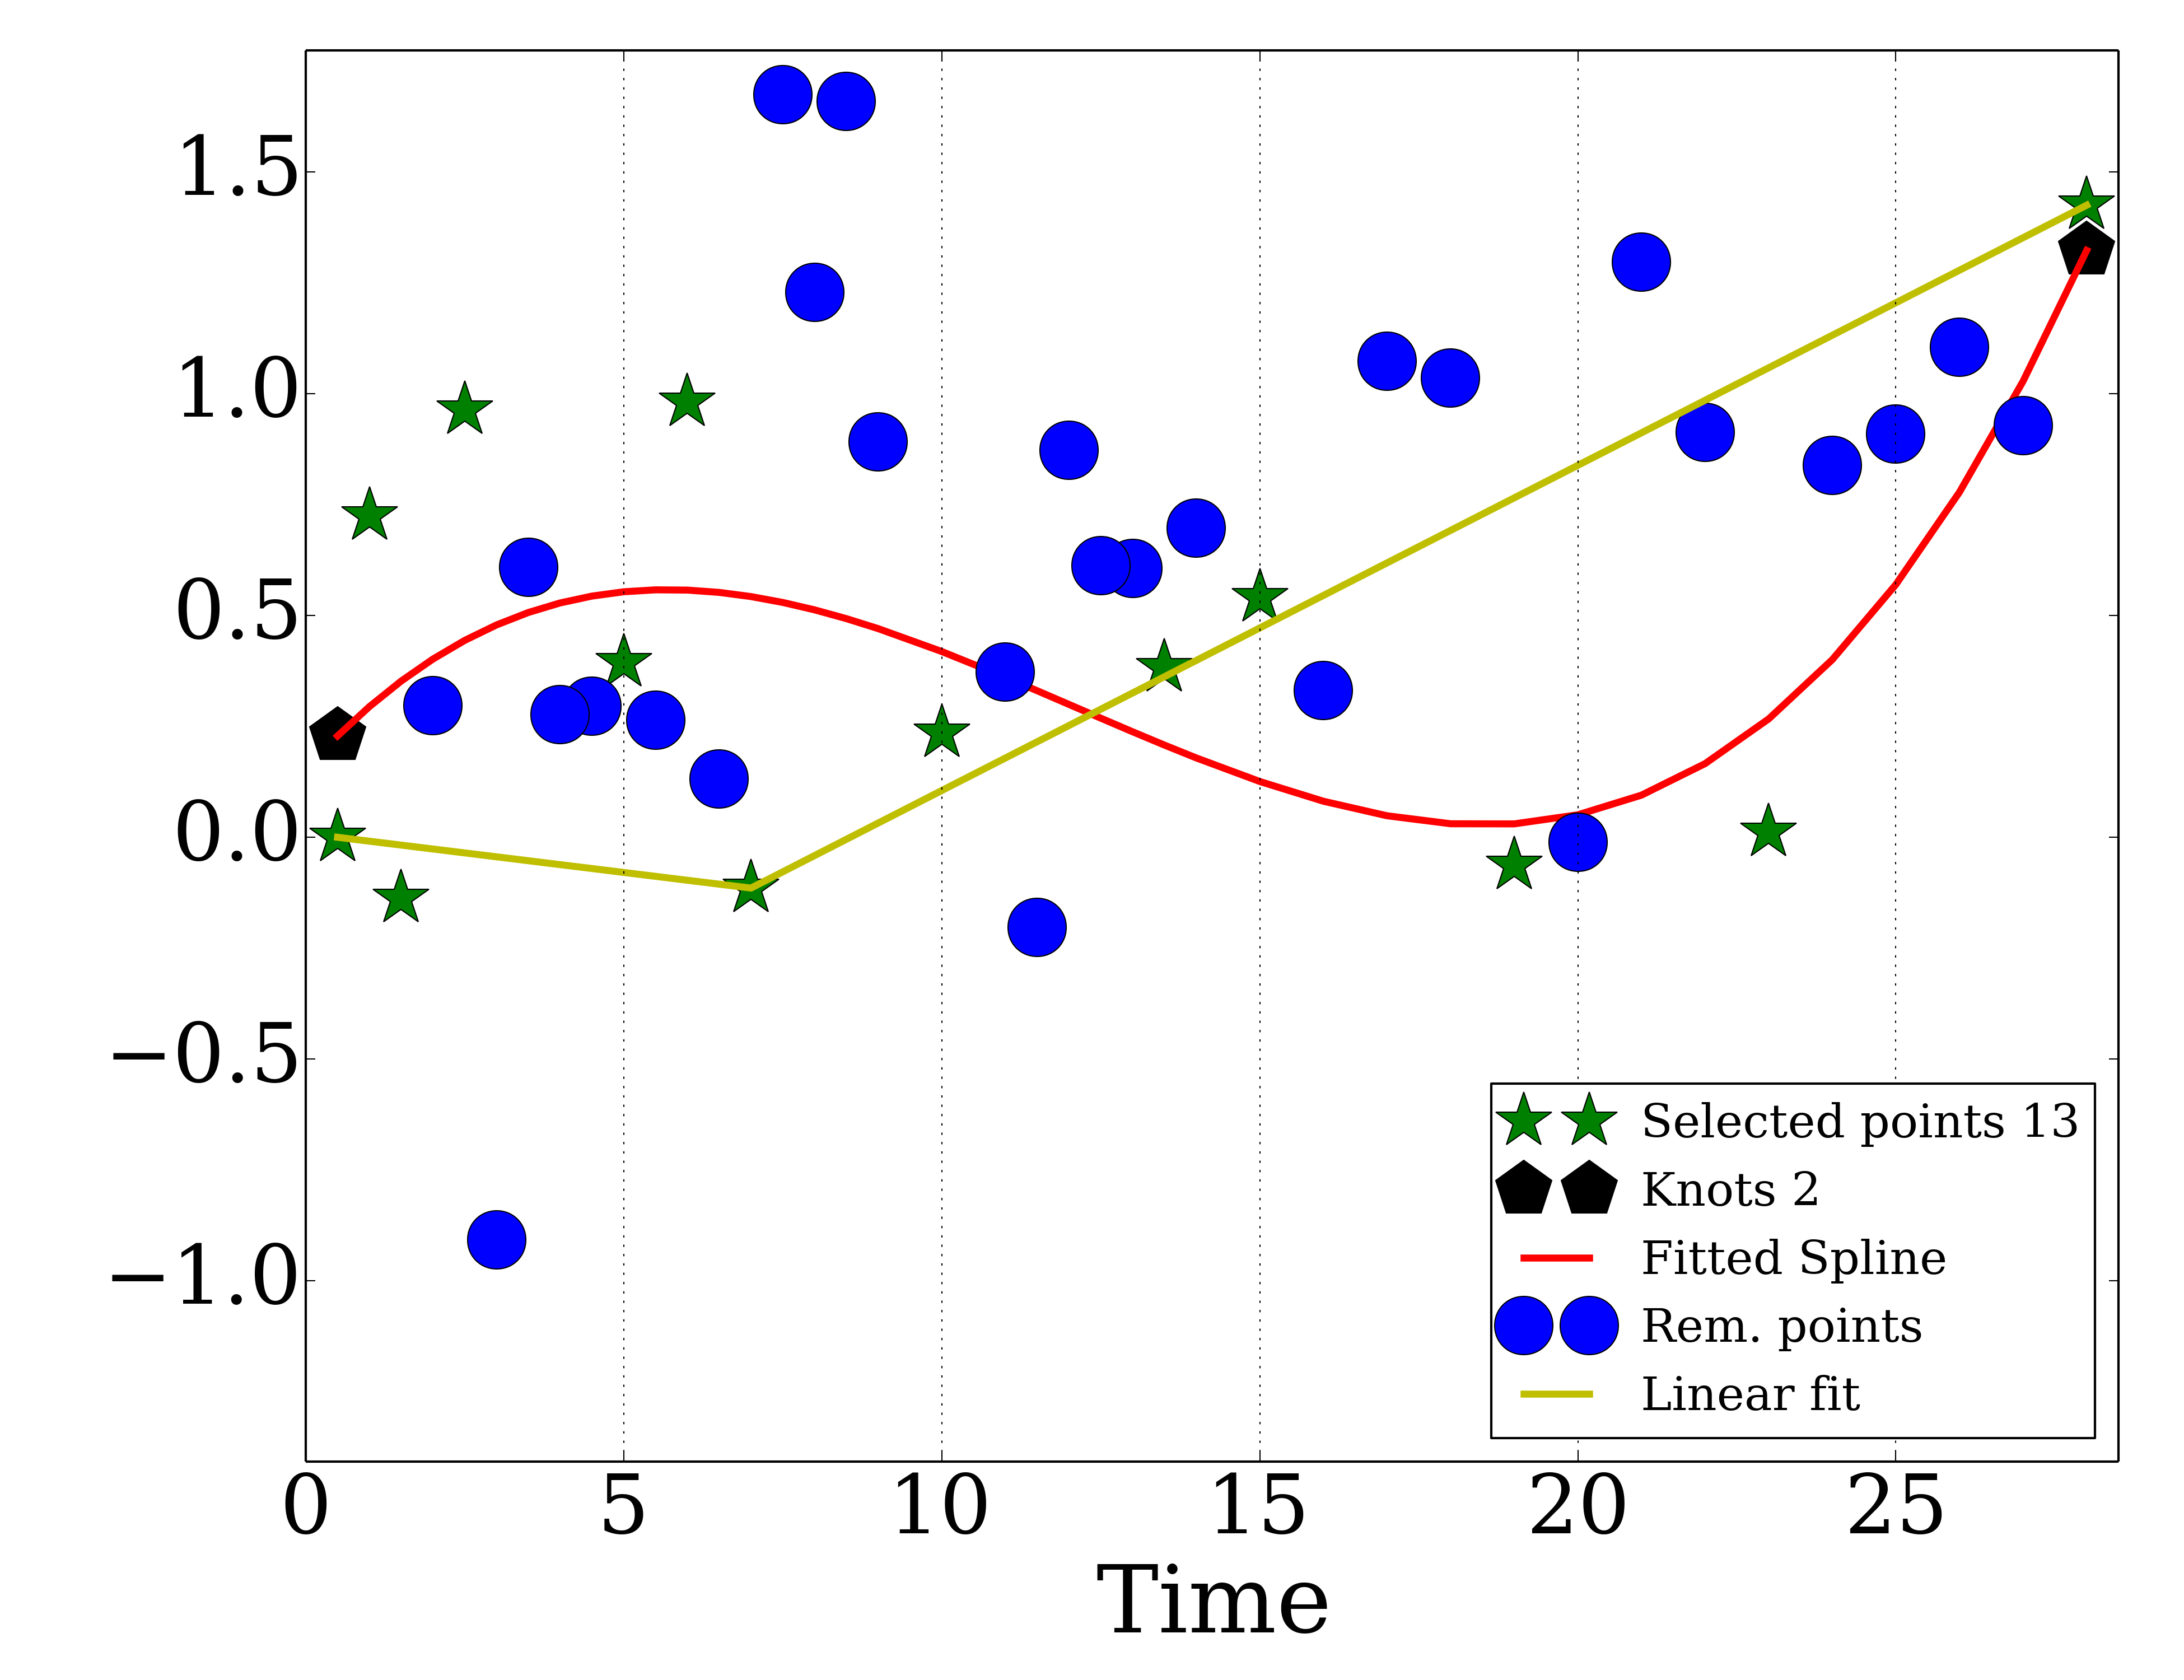 1.5
1.0
0.5
0.0
−0.5
−1.0
Selected points 13
Knots 2
Fitted Spline
Rem. points
Linear fit
0 5 10 15 20 25
Time